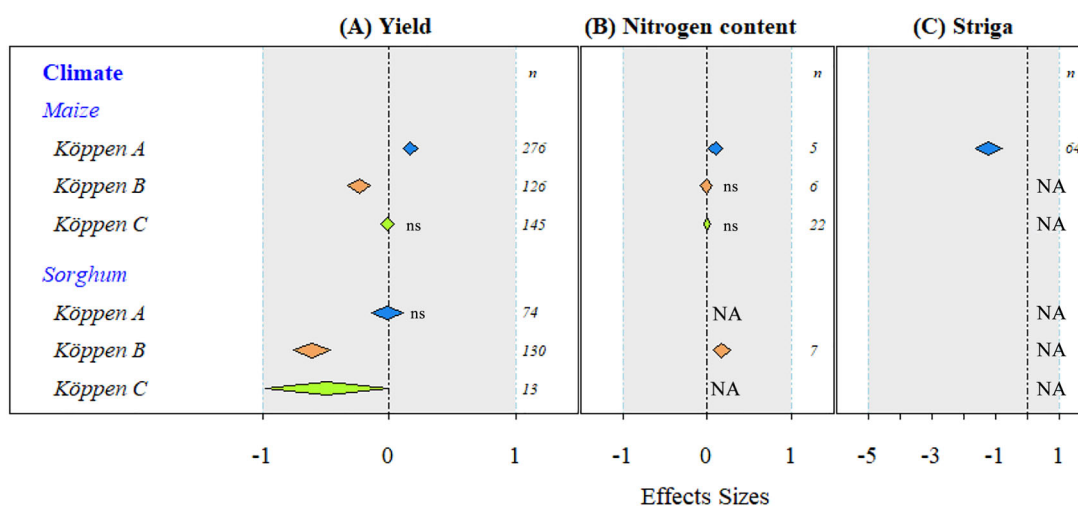 (A) Yield (B) Nitrogen content (C) Striga
Climate n n n
Maize
Köppen A 276 5 64
Köppen B 126 ns 6 NA
Köppen C ns 145 ns 22 NA
Sorghum
Köppen A ns 74 NA NA
Köppen B 130 7 NA
Köppen C 13 NA NA
-1 0 1 -1 0 1 -5 -3 -1 1
Effects Sizes